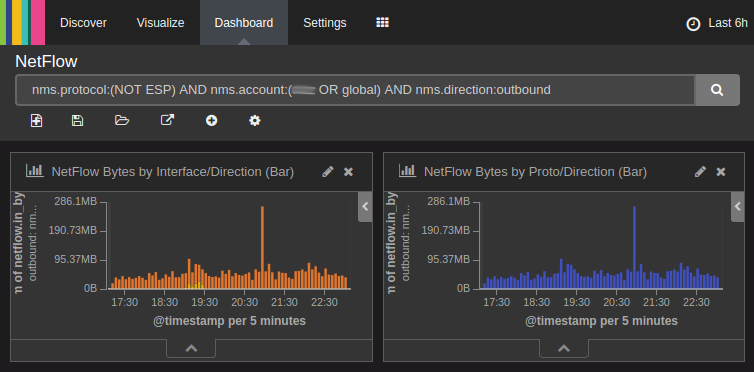 Discover Visualize Dashboard Settings Last 6h
NetFlow
nms.protocol:(NOT ESP) AND nms.account:( OR global) AND nms.direction:outbound
NetFlow Bytes by Interface/Direction (Bar)
m of netflow.in_by
outbound: nm...
286.1MB
190.73MB
95.37MB
0B
17:30 18:30 19:30 20:30 21:30 22:30
@timestamp per 5 minutes
NetFlow Bytes by Proto/Direction (Bar)
m of netflow.in_by
outbound: nm...
286.1MB
190.73MB
95.37MB
0B
17:30 18:30 19:30 20:30 21:30 22:30
@timestamp per 5 minutes